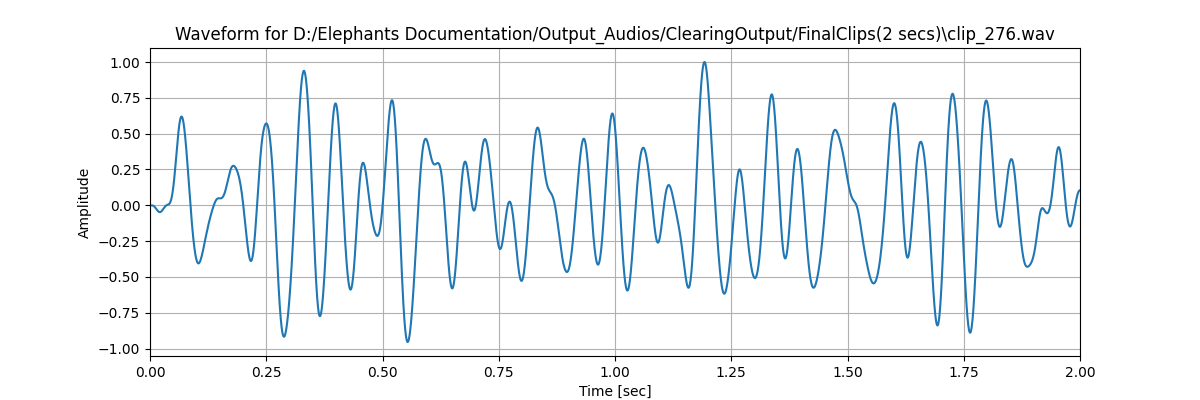 Waveform for D:/Elephants Documentation/Output_Audios/ClearingOutput/FinalClips(2 secs)\clip_276.wav
1.00
0.75
0.50
0.25
0.00
−0.25
−0.50
−0.75
−1.00
Amplitude
0.00 0.25 0.50 0.75 1.00 1.25 1.50 1.75 2.00
Time [sec]